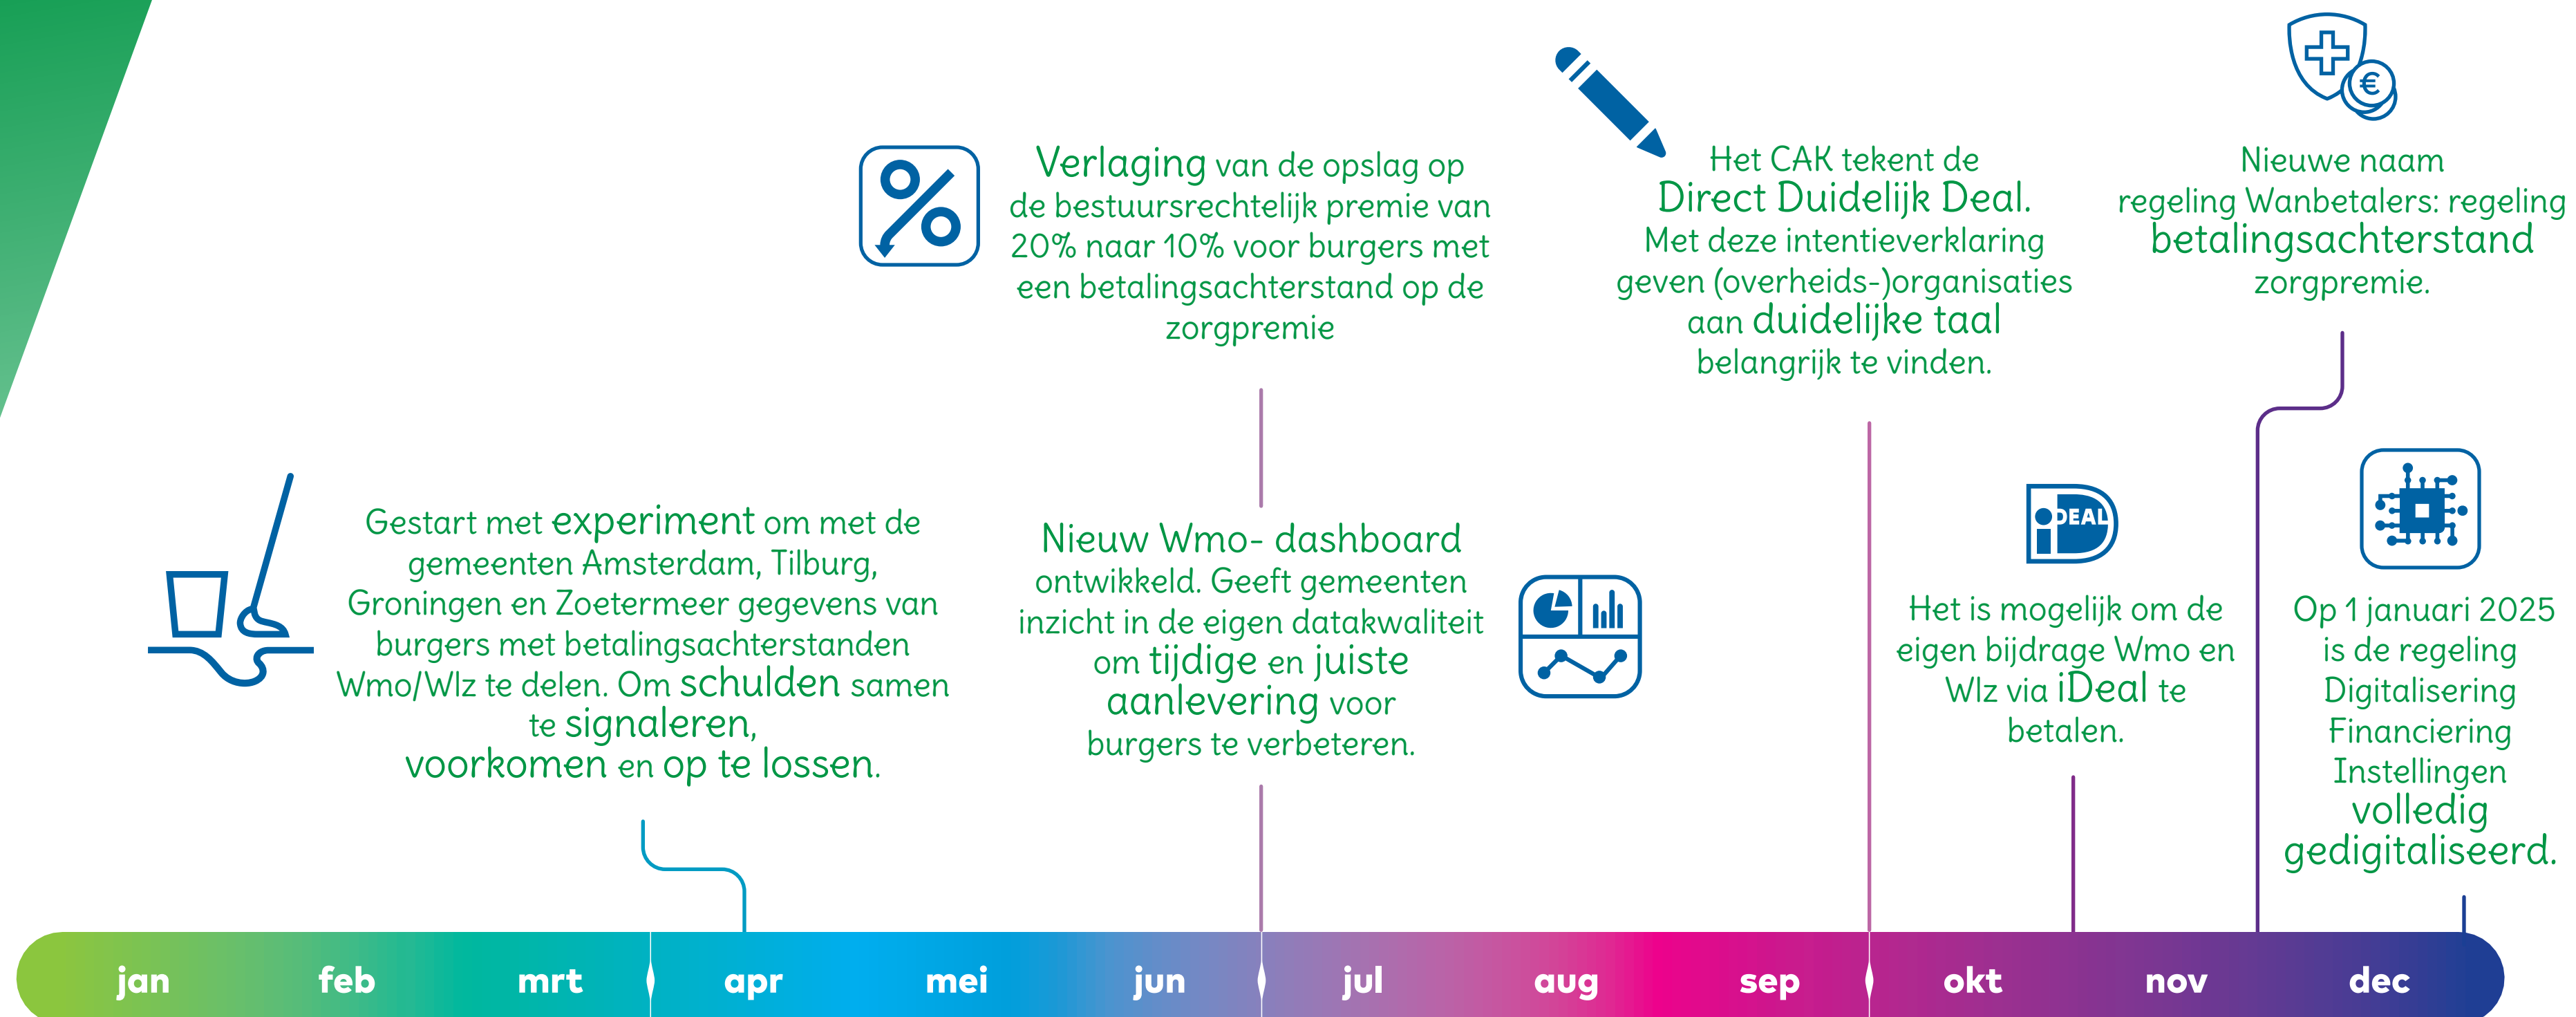 Gestart met experiment om met de
gemeenten Amsterdam, Tilburg,
Groningen en Zoetermeer gegevens van
burgers met betalingsachterstanden
Wmo/Wlz te delen. Om schulden samen
te signaleren,
voorkomen en op te lossen.
Verlaging van de opslag op
de bestuursrechtelijk premie van
20% naar 10% voor burgers met
een betalingsachterstand op de
zorgpremie
Nieuw Wmo- dashboard
ontwikkeld. Geeft gemeenten
inzicht in de eigen datakwaliteit
om tijdige en juiste
aanlevering voor
burgers te verbeteren.
Het CAK tekent de
Direct Duidelijk Deal.
Met deze intentieverklaring
geven (overheids-)organisaties
aan duidelijke taal
belangrijk te vinden.
iDEAL
Het is mogelijk om de
eigen bijdrage Wmo en
Wlz via iDeal te
betalen.
€
Nieuwe naam
regeling Wanbetalers: regeling
betalingsachterstand
zorgpremie.
Op 1 januari 2025
is de regeling
Digitalisering
Financiering
Instellingen
volledig
gedigitaliseerd.
jan feb mrt apr mei jun jul aug sep okt nov dec